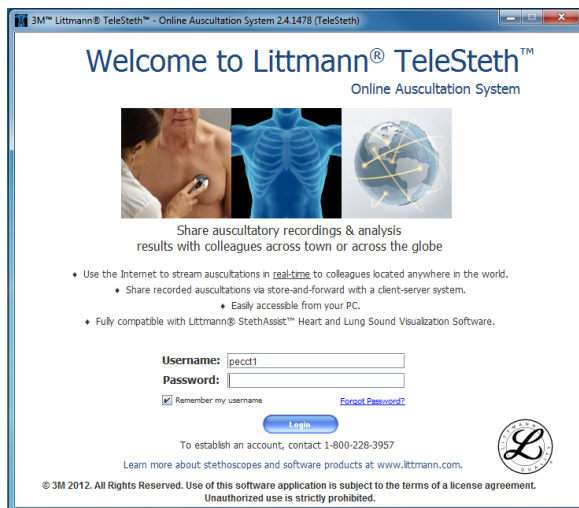 3M™ Littmann® TeleSteth™ - Online Auscultation System 2.4.1478 (TeleSteth)
Welcome to Littmann® TeleSteth™
Online Auscultation System
Share auscultatory recordings & analysis
results with colleagues across town or across the globe
♦ Use the Internet to stream auscultations in real-time to colleagues located anywhere in the world.
♦ Share recorded auscultations via store-and-forward with a client-server system.
♦ Easily accessible from your PC.
♦ Fully compatible with Littmann® StethAssist™ Heart and Lung Sound Visualization Software.
Username: pecct1
Password:
Remember my username Forgot Password?
Login
To establish an account, contact 1-800-228-3957
Learn more about stethoscopes and software products at www.littmann.com.
LITTMANN
L
QUALITY
© 3M 2012. All Rights Reserved. Use of this software application is subject to the terms of a license agreement.
Unauthorized use is strictly prohibited.